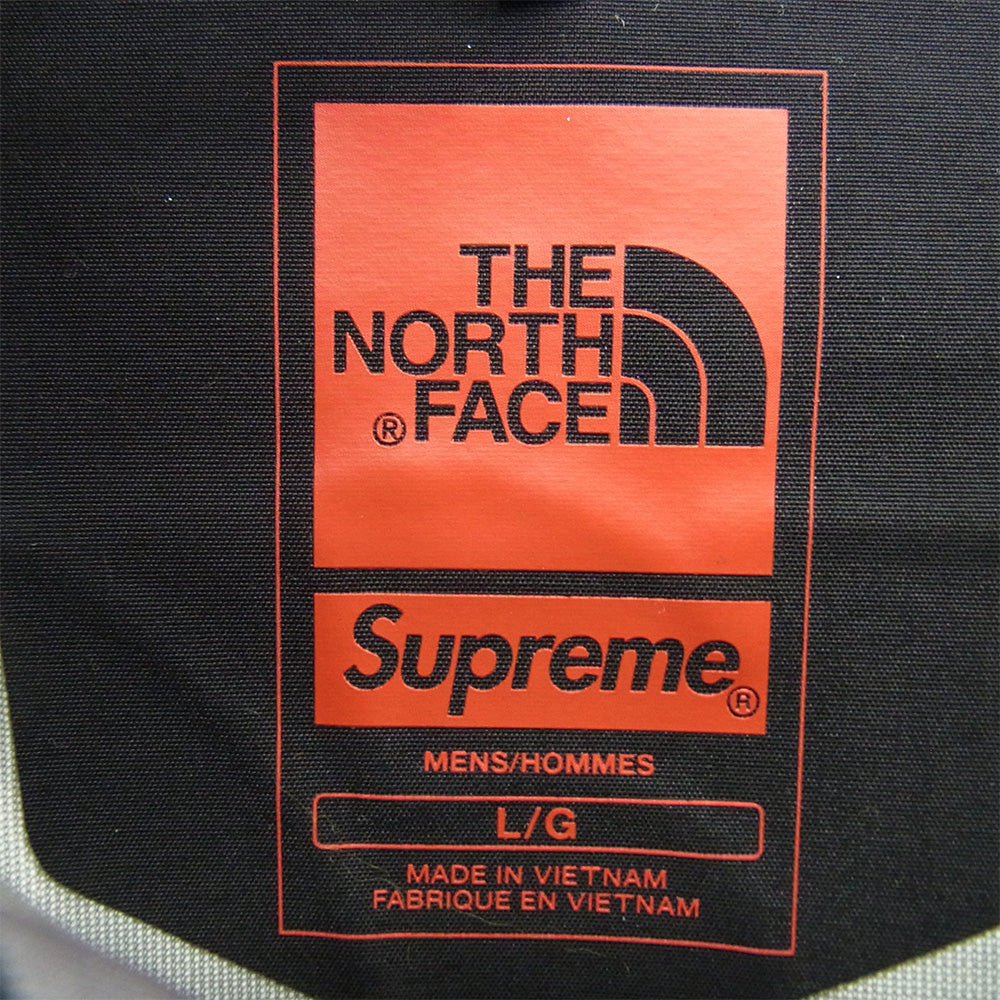 THE
NORTH
® FACE
Supreme®
MENS/HOMMES
L/G
MADE IN VIETNAM
FABRIQUE EN VIETNAM